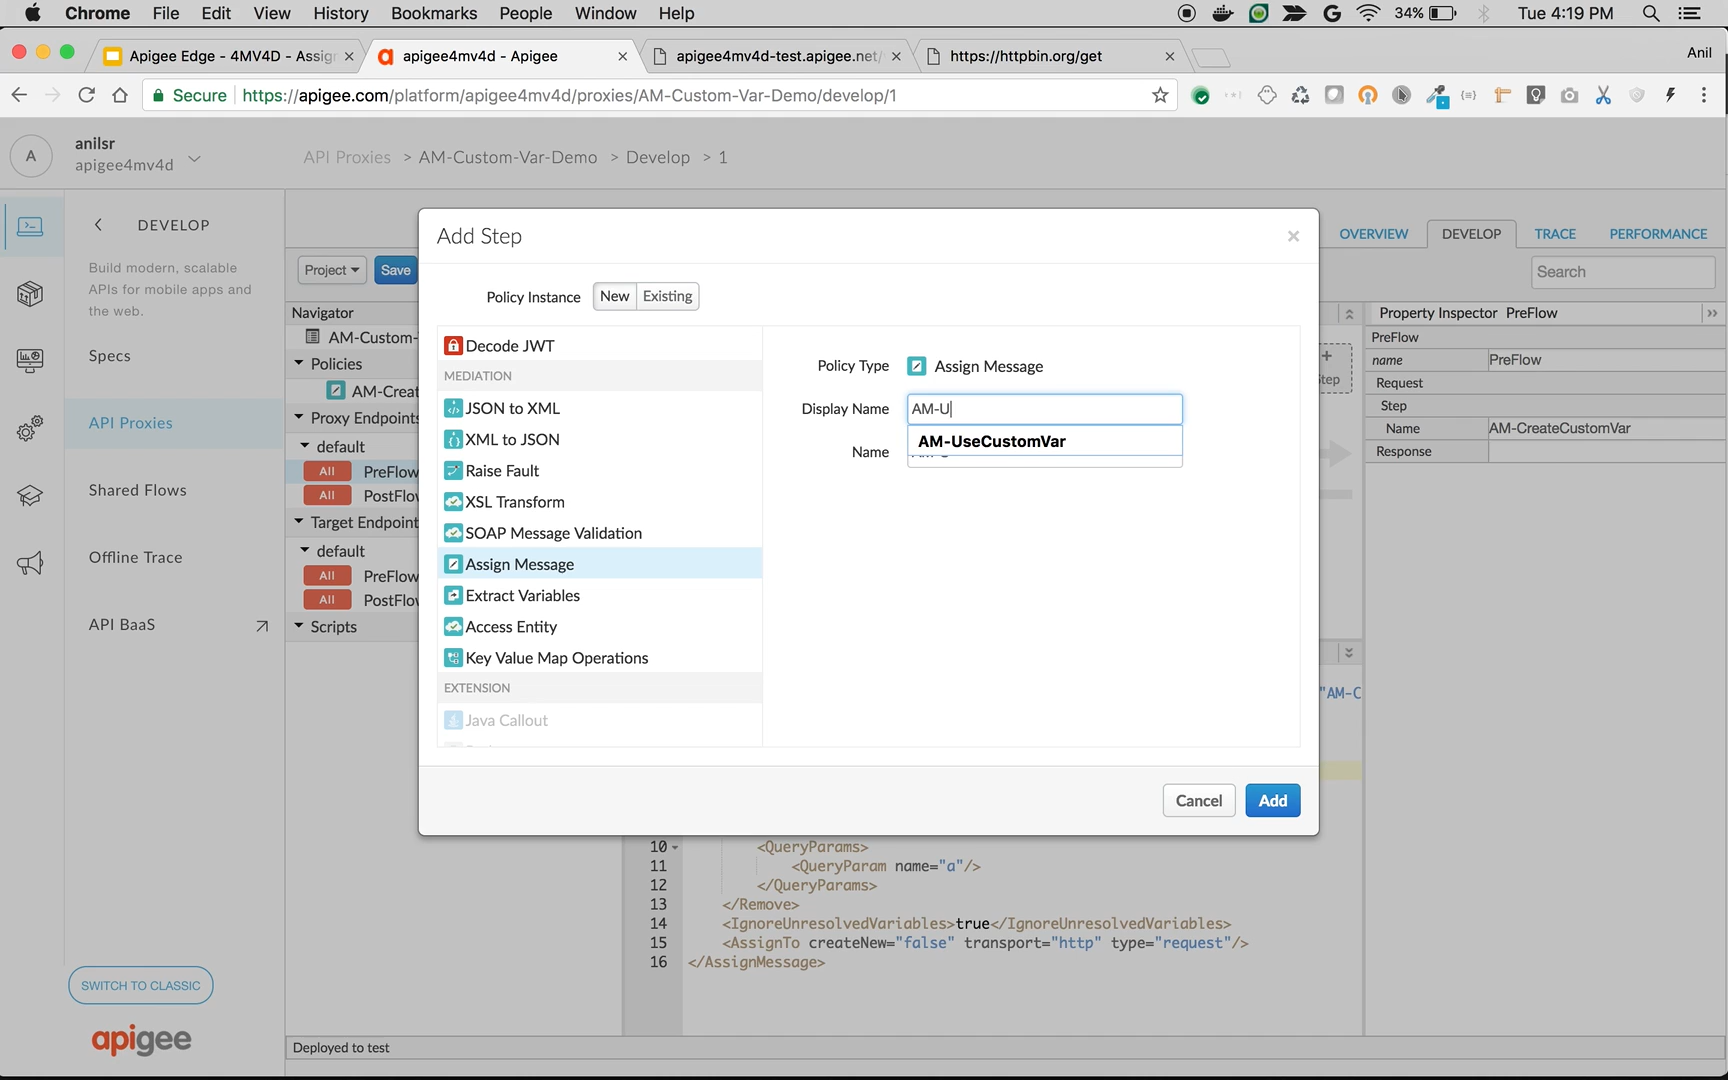 Chrome File Edit View History Bookmarks People Window Help 34% Tue 4:19 PM
Apigee Edge - 4MV4D - Assig
apigee4mv4d - Apigee
apigee4mv4d-test.apigee.net/
https://httpbin.org/get
Anil
Secure https://apigee.com/platform/apigee4mv4d/proxies/AM-Custom-Var-Demo/develop/1
A
anilsr
apigee4mv4d
API Proxies > AM-Custom-Var-Demo > Develop > 1
DEVELOP
Build modern, scalable
APIs for mobile apps and
the web.
Specs
API Proxies
Shared Flows
Offline Trace
API BaaS
SWITCH TO CLASSIC
apigee
Project
Save
OVERVIEW DEVELOP TRACE PERFORMANCE
Search
Navigator
AM-Custom-
Policies
AM-Creat
Proxy Endpoints
default
All PreFlow
All PostFlov
Target Endpoint
default
All PreFlow
All PostFlov
Scripts
Add Step
×
Policy Instance New Existing
Decode JWT
MEDIATION
JSON to XML
XML to JSON
Raise Fault
XSL Transform
SOAP Message Validation
Assign Message
Extract Variables
Access Entity
Key Value Map Operations
EXTENSION
Java Callout
Policy Type Assign Message
Display Name AM-U
AM-UseCustomVar
Name
Cancel Add
+
tep
"AM-C
Property Inspector PreFlow
PreFlow
name PreFlow
Request
Step
Name AM-CreateCustomVar
Response
10 <QueryParams>
11 <QueryParam name="a"/>
12 </QueryParams>
13 </Remove>
14 <IgnoreUnresolvedVariables>true</IgnoreUnresolvedVariables>
15 <AssignTo createNew="false" transport="http" type="request"/>
16 </AssignMessage>
Deployed to test